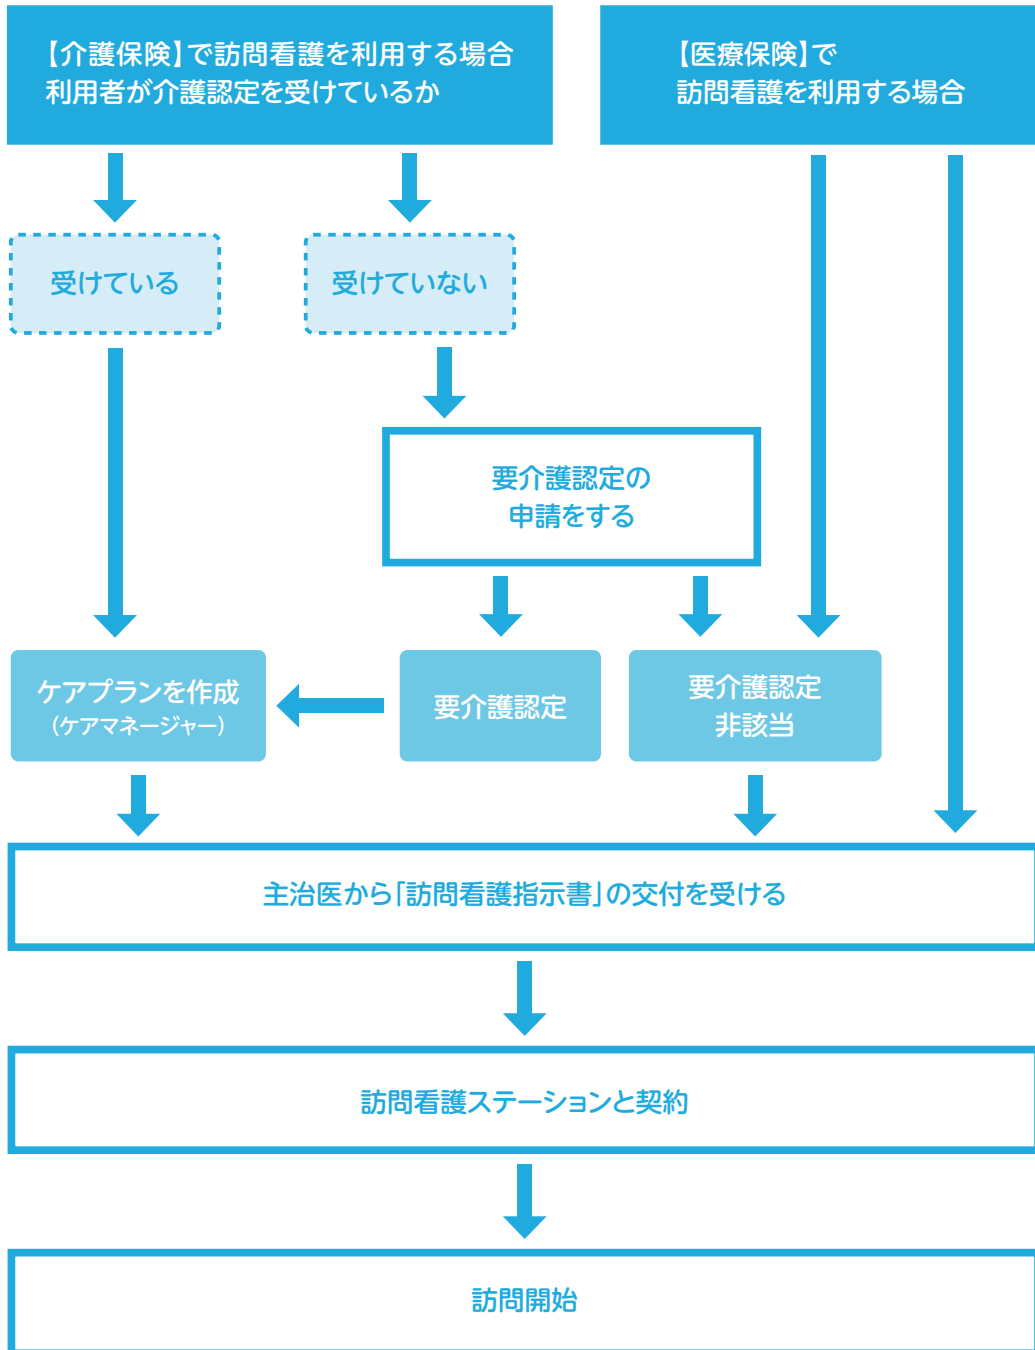 【介護保険】で訪問看護を利用する場合
利用者が介護認定を受けているか
【医療保険】で
訪問看護を利用する場合
受けている
受けていない
要介護認定の
申請をする
ケアプランを作成
（ケアマネージャー）
要介護認定
要介護認定
非該当
主治医から「訪問看護指示書」の交付を受ける
訪問看護ステーションと契約
訪問開始